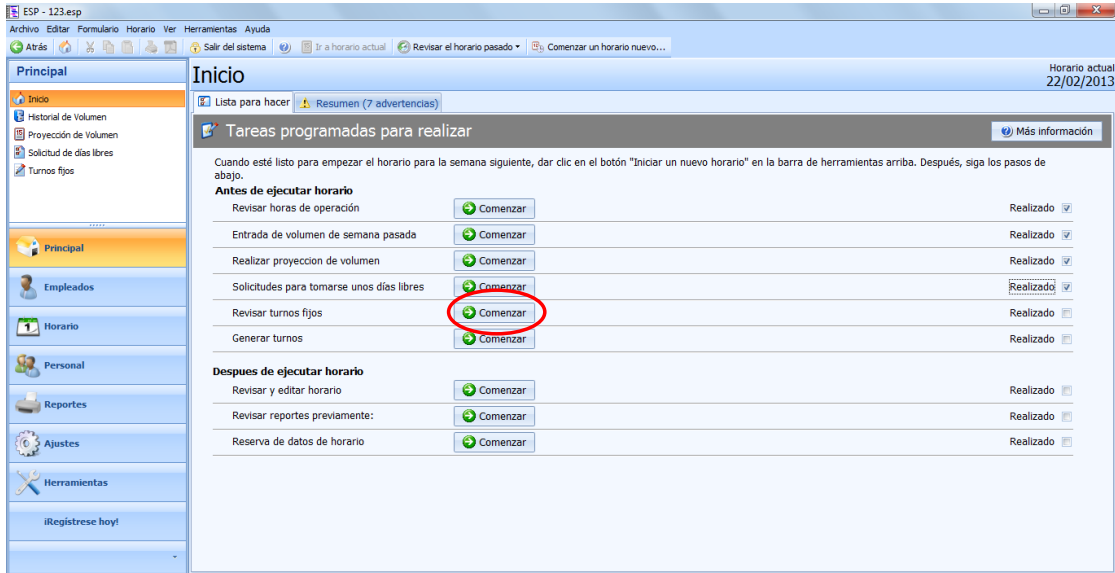 ESP - 123.esp
Archivo Editar Formulario Horario Ver Herramientas Ayuda
Atrás Salir del sistema Ir a horario actual Revisar el horario pasado Comenzar un horario nuevo...
Principal
Inicio
Historial de Volumen
Proyección de Volumen
Solicitud de días libres
Turnos fijos
Principal
Empleados
Horario
Personal
Reportes
Ajustes
Herramientas
¡Regístrese hoy!
Inicio
Horario actual
22/02/2013
Lista para hacer Resumen (7 advertencias)
Tareas programadas para realizar Más información
Cuando esté listo para empezar el horario para la semana siguiente, dar clic en el botón "Iniciar un nuevo horario" en la barra de herramientas arriba. Después, siga los pasos de
abajo.
Antes de ejecutar horario
Revisar horas de operación Comenzar Realizado
Entrada de volumen de semana pasada Comenzar Realizado
Realizar proyeccion de volumen Comenzar Realizado
Solicitudes para tomarse unos días libres Comenzar Realizado
Revisar turnos fijos Comenzar Realizado
Generar turnos Comenzar Realizado
Despues de ejecutar horario
Revisar y editar horario Comenzar Realizado
Revisar reportes previamente: Comenzar Realizado
Reserva de datos de horario Comenzar Realizado